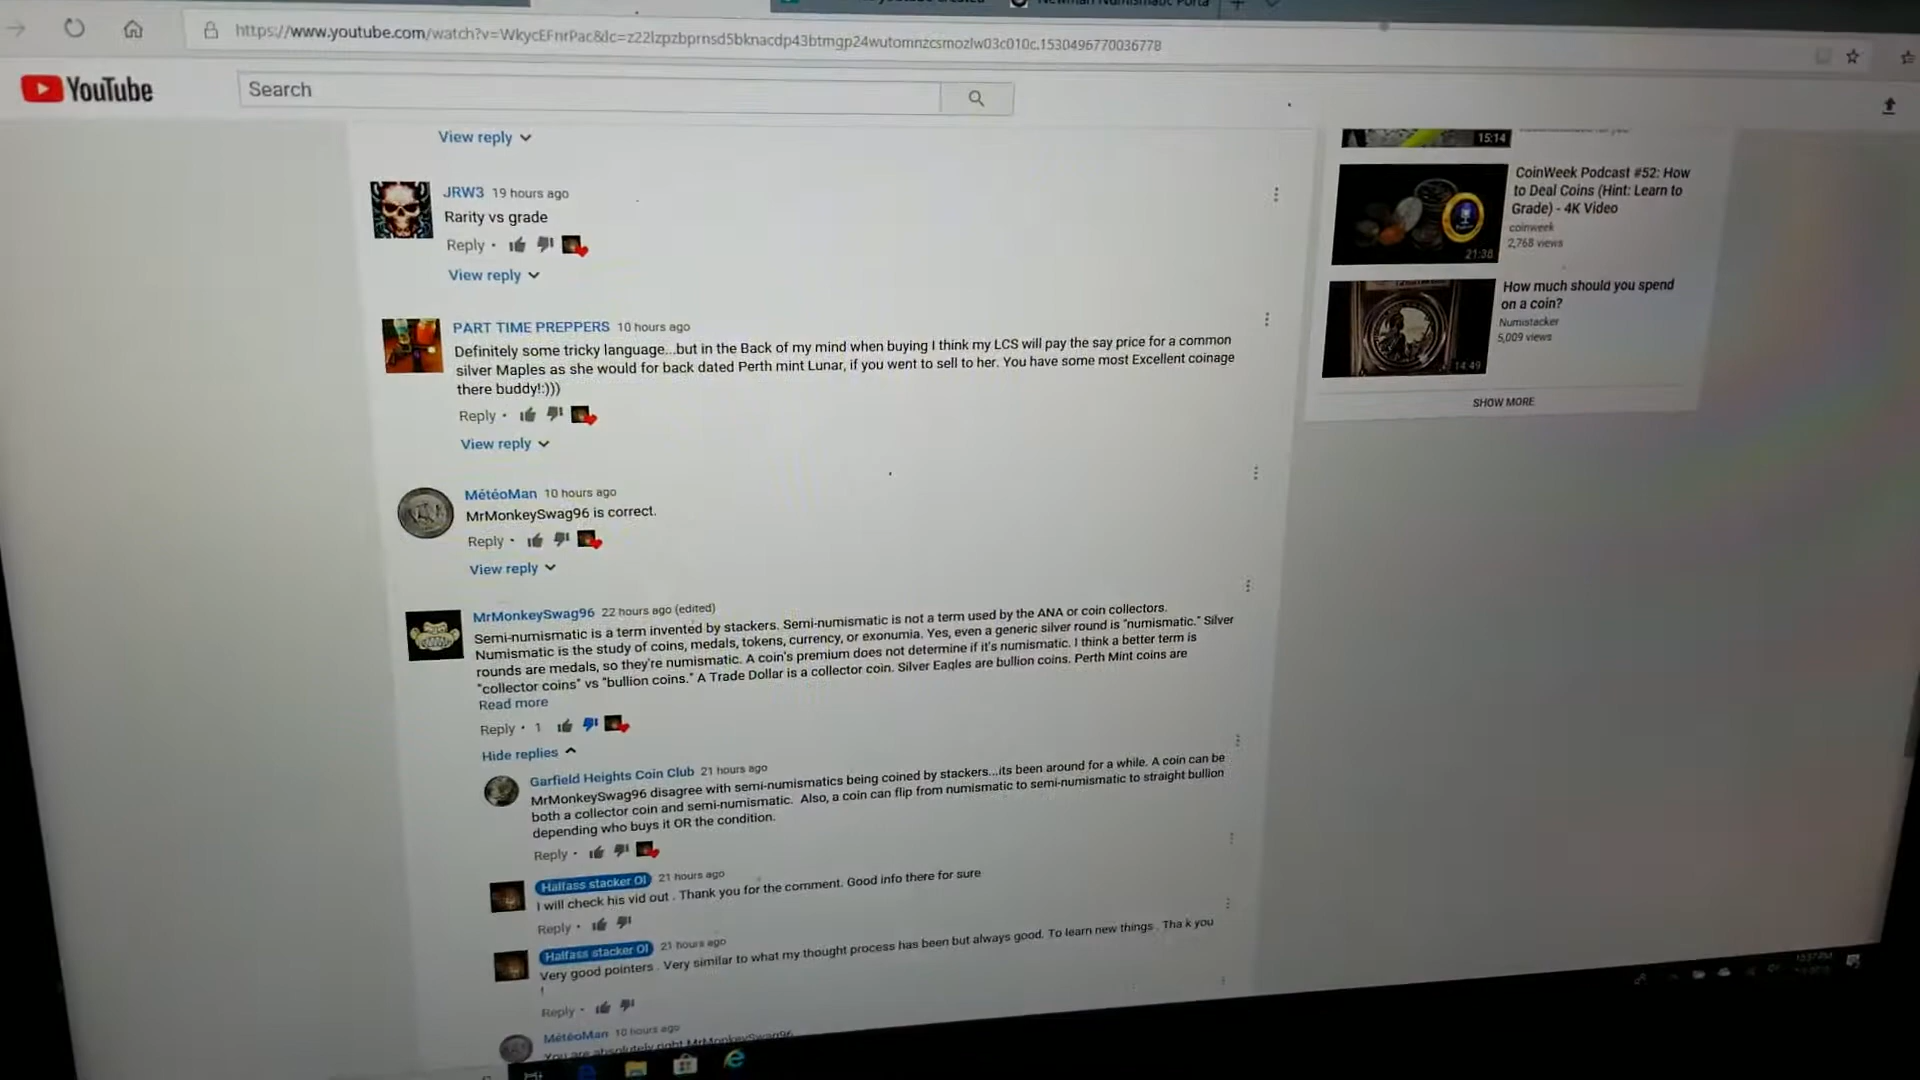 https://www.youtube.com/watch?v=WkycEFnrPac&lc=z22lzpzbprnsd5bknacdp43btmgp24wutomnzcsmozlw03c010c.1530496770036778
YouTube
Search
View reply
JRW3 19 hours ago
Rarity vs grade
Reply
View reply
PART TIME PREPPERS 10 hours ago
Definitely some tricky language...but in the Back of my mind when buying I think my LCS will pay the say price for a common
silver Maples as she would for back dated Perth mint Lunar, if you went to sell to her. You have some most Excellent coinage
there buddy!:)))
Reply
View reply
MétéoMan 10 hours ago
MrMonkeySwag96 is correct.
Reply
View reply
MrMonkeySwag96 22 hours ago (edited)
Semi-numismatic is a term invented by stackers. Semi-numismatic is not a term used by the ANA or coin collectors.
Numismatic is the study of coins, medals, tokens, currency, or exonumia. Yes, even a generic silver round is "numismatic." Silver
rounds are medals, so they're numismatic. A coin's premium does not determine if it's numismatic. I think a better term is
"collector coins" vs "bullion coins." A Trade Dollar is a collector coin. Silver Eagles are bullion coins. Perth Mint coins are
Read more
Reply 1
Hide replies
Garfield Heights Coin Club 21 hours ago
MrMonkeySwag96 disagree with semi-numismatics being coined by stackers...its been around for a while. A coin can be
both a collector coin and semi-numismatic. Also, a coin can flip from numismatic to semi-numismatic to straight bullion
depending who buys it OR the condition.
Reply
Halfass stacker OI 21 hours ago
I will check his vid out . Thank you for the comment. Good info there for sure
Reply
Halfass stacker OI 21 hours ago
Very good pointers . Very similar to what my thought process has been but always good. To learn new things . Tha k you
!
Reply
MétéoMan 10 hours ago
You are absolutely right MrMonkeySwag96
15:14
CoinWeek Podcast #52: How
to Deal Coins (Hint: Learn to
Grade) - 4K Video
coinweek
2,768 views
21:38
How much should you spend
on a coin?
Numistacker
5,009 views
14:49
SHOW MORE